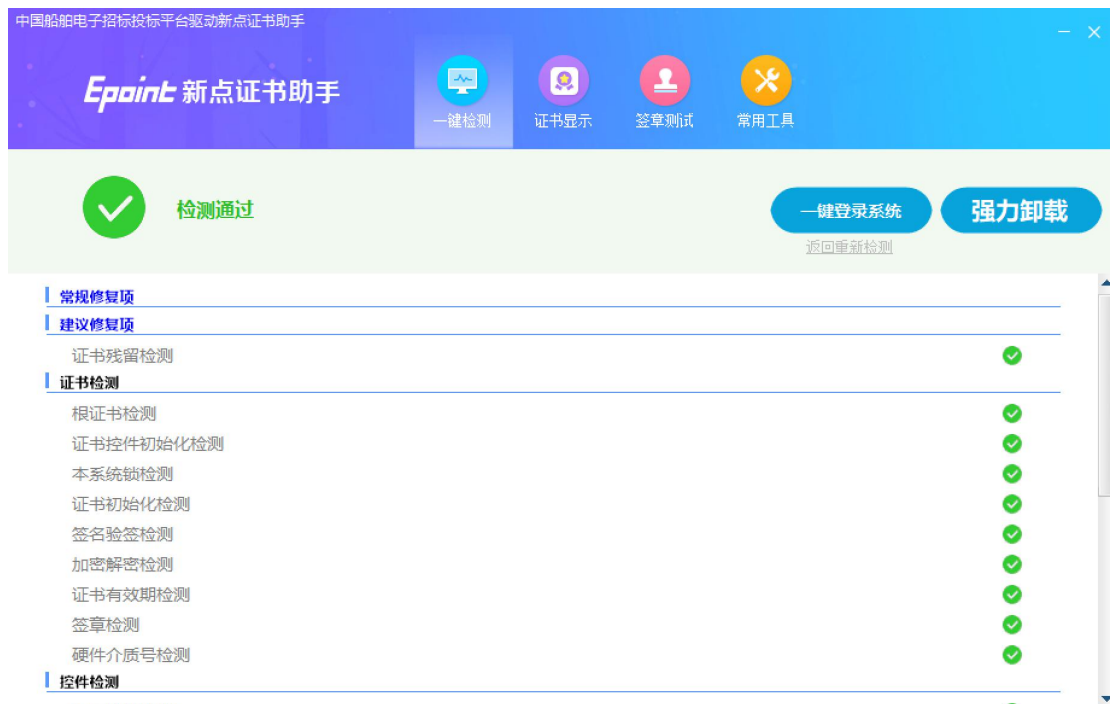 中国船舶电子招标投标平台驱动新点证书助手
Epoint 新点证书助手
一键检测
证书显示
签章测试
常用工具
检测通过
一键登录系统
强力卸载
返回重新检测
常规修复项
建议修复项
证书残留检测
证书检测
根证书检测
证书控件初始化检测
本系统锁检测
证书初始化检测
签名验签检测
加密解密检测
证书有效期检测
签章检测
硬件介质号检测
控件检测